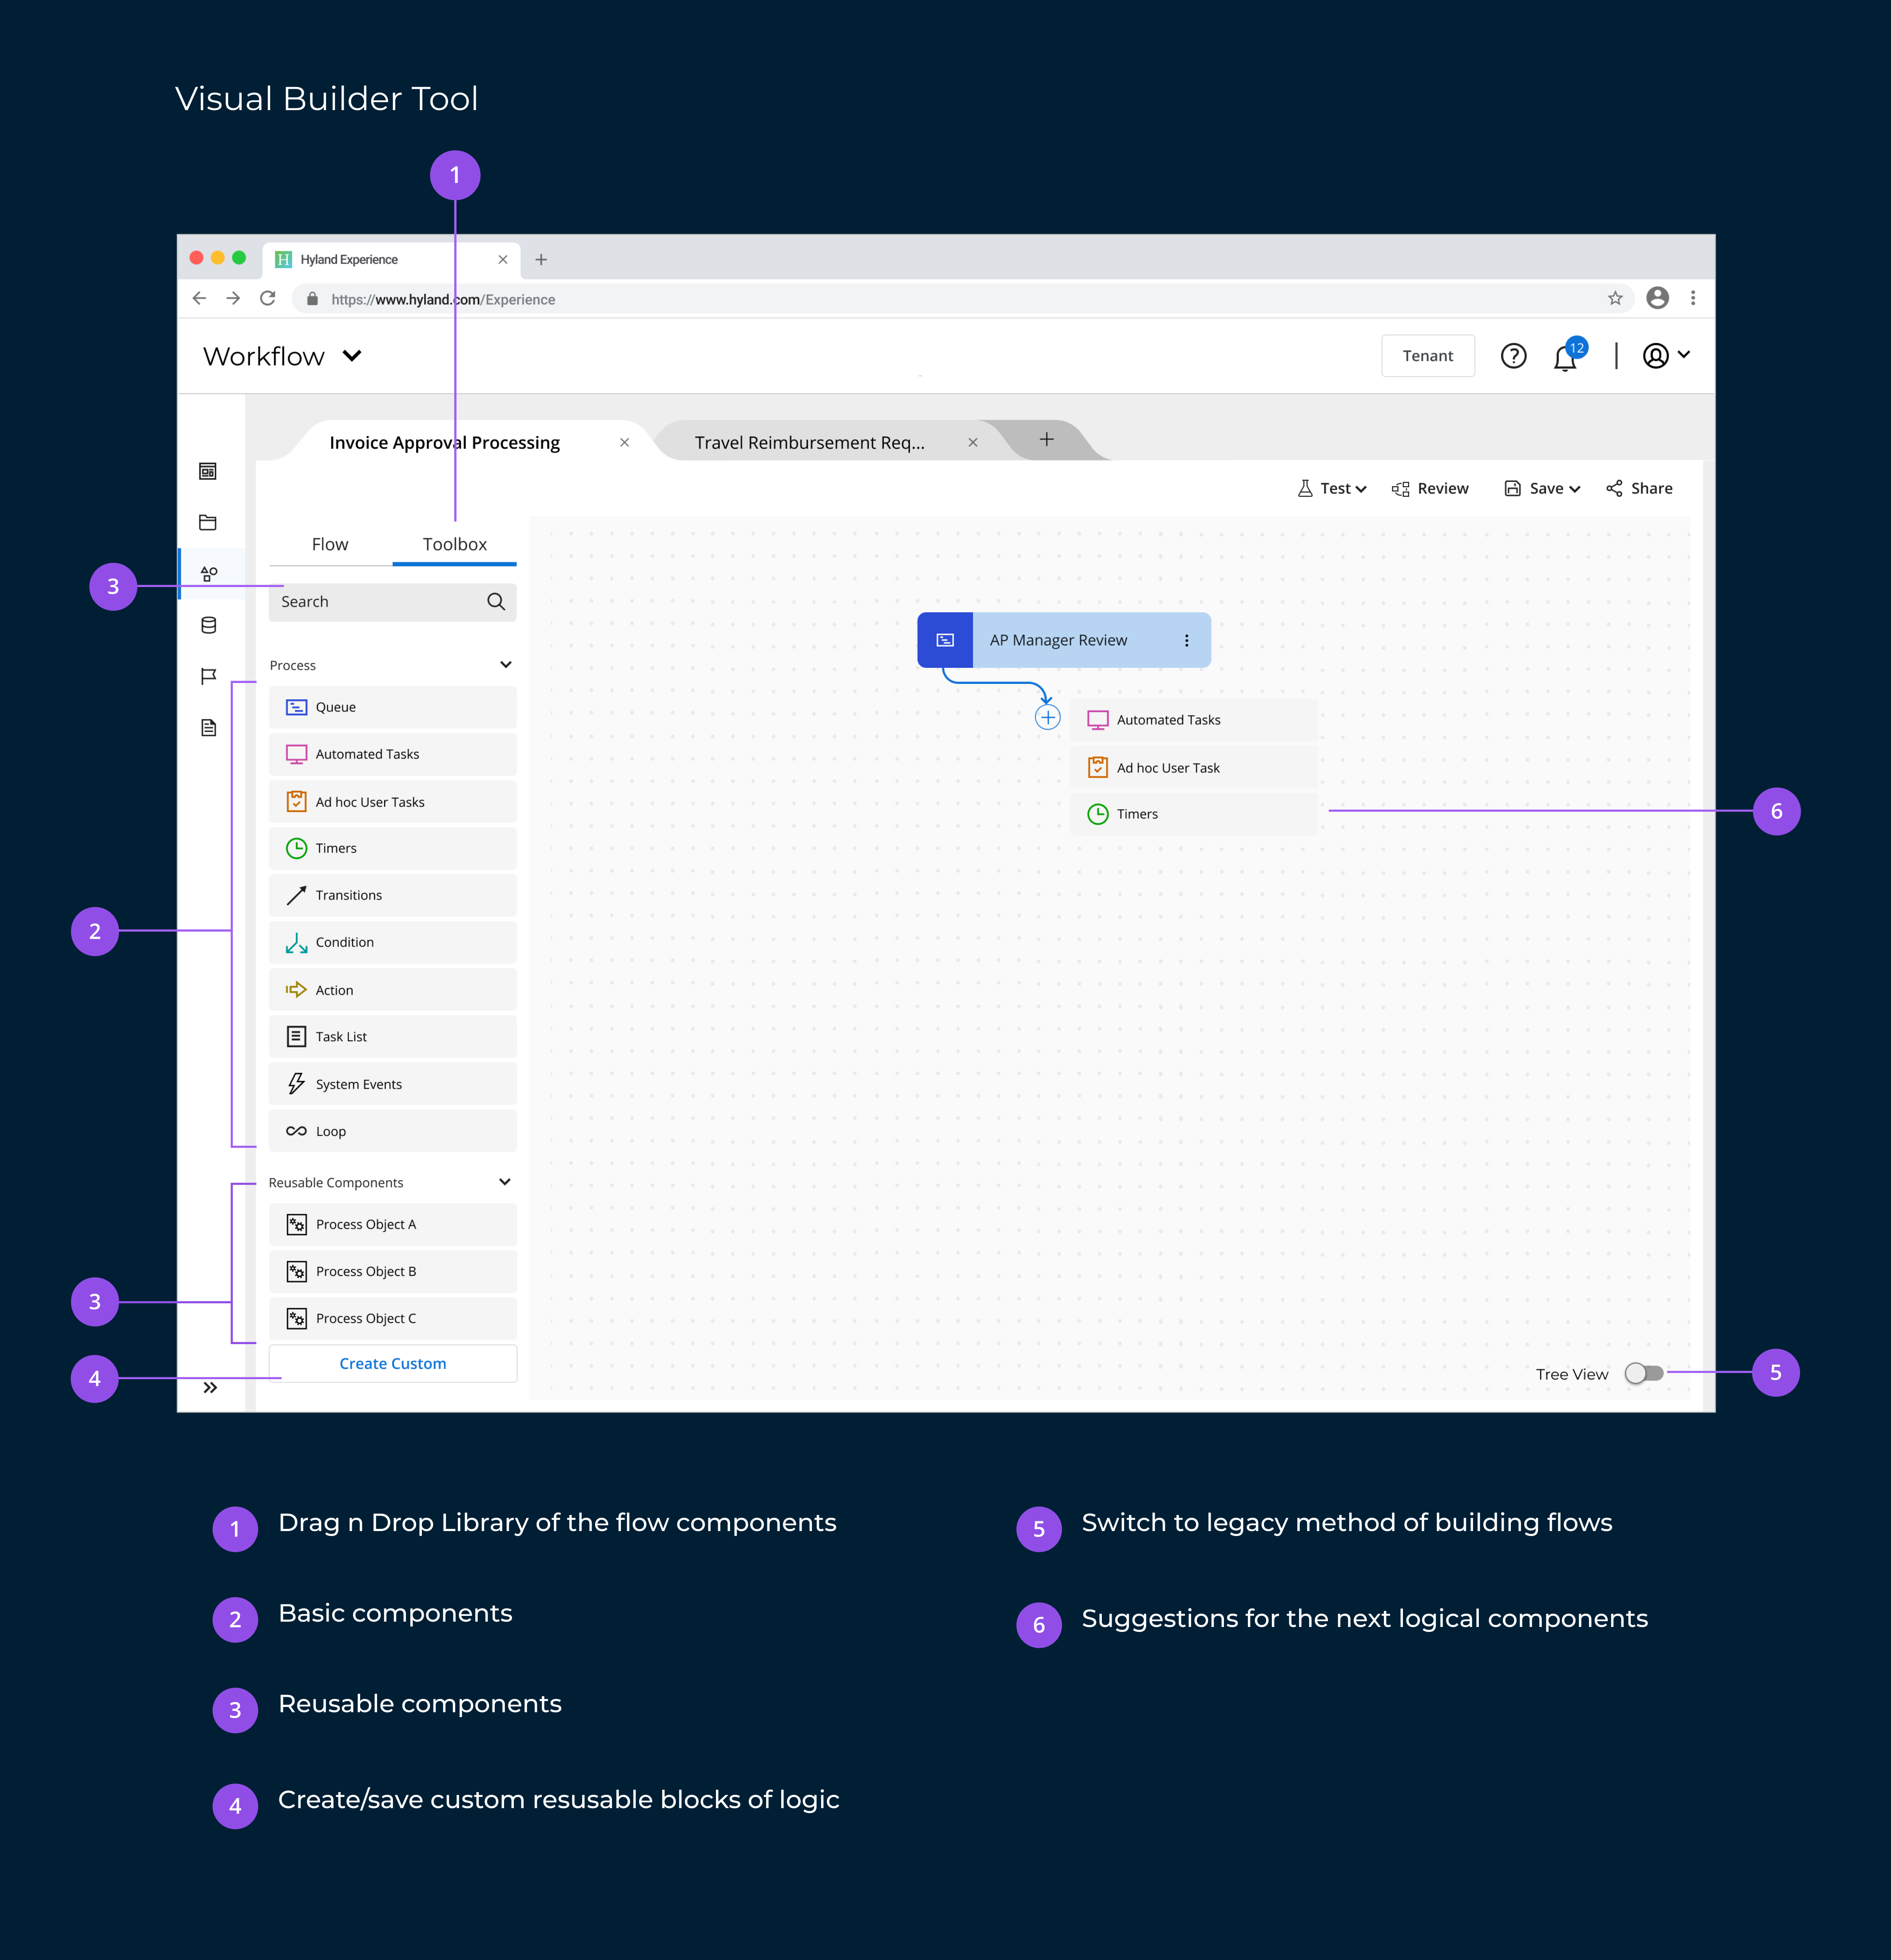 Visual Builder Tool
1
Hyland Experience
https://www.hyland.com/Experience
Workflow
Tenant
12
Invoice Approval Processing
Travel Reimbursement Req...
Test
Review
Save
Share
Flow
Toolbox
3
Search
AP Manager Review
Process
Queue
Automated Tasks
Ad hoc User Tasks
Timers
Transitions
Condition
Action
Task List
System Events
Loop
2
Automated Tasks
Ad hoc User Task
Timers
6
Reusable Components
Process Object A
Process Object B
Process Object C
3
Create Custom
4
Tree View
5
1 Drag n Drop Library of the flow components
2 Basic components
3 Reusable components
4 Create/save custom resusable blocks of logic
5 Switch to legacy method of building flows
6 Suggestions for the next logical components